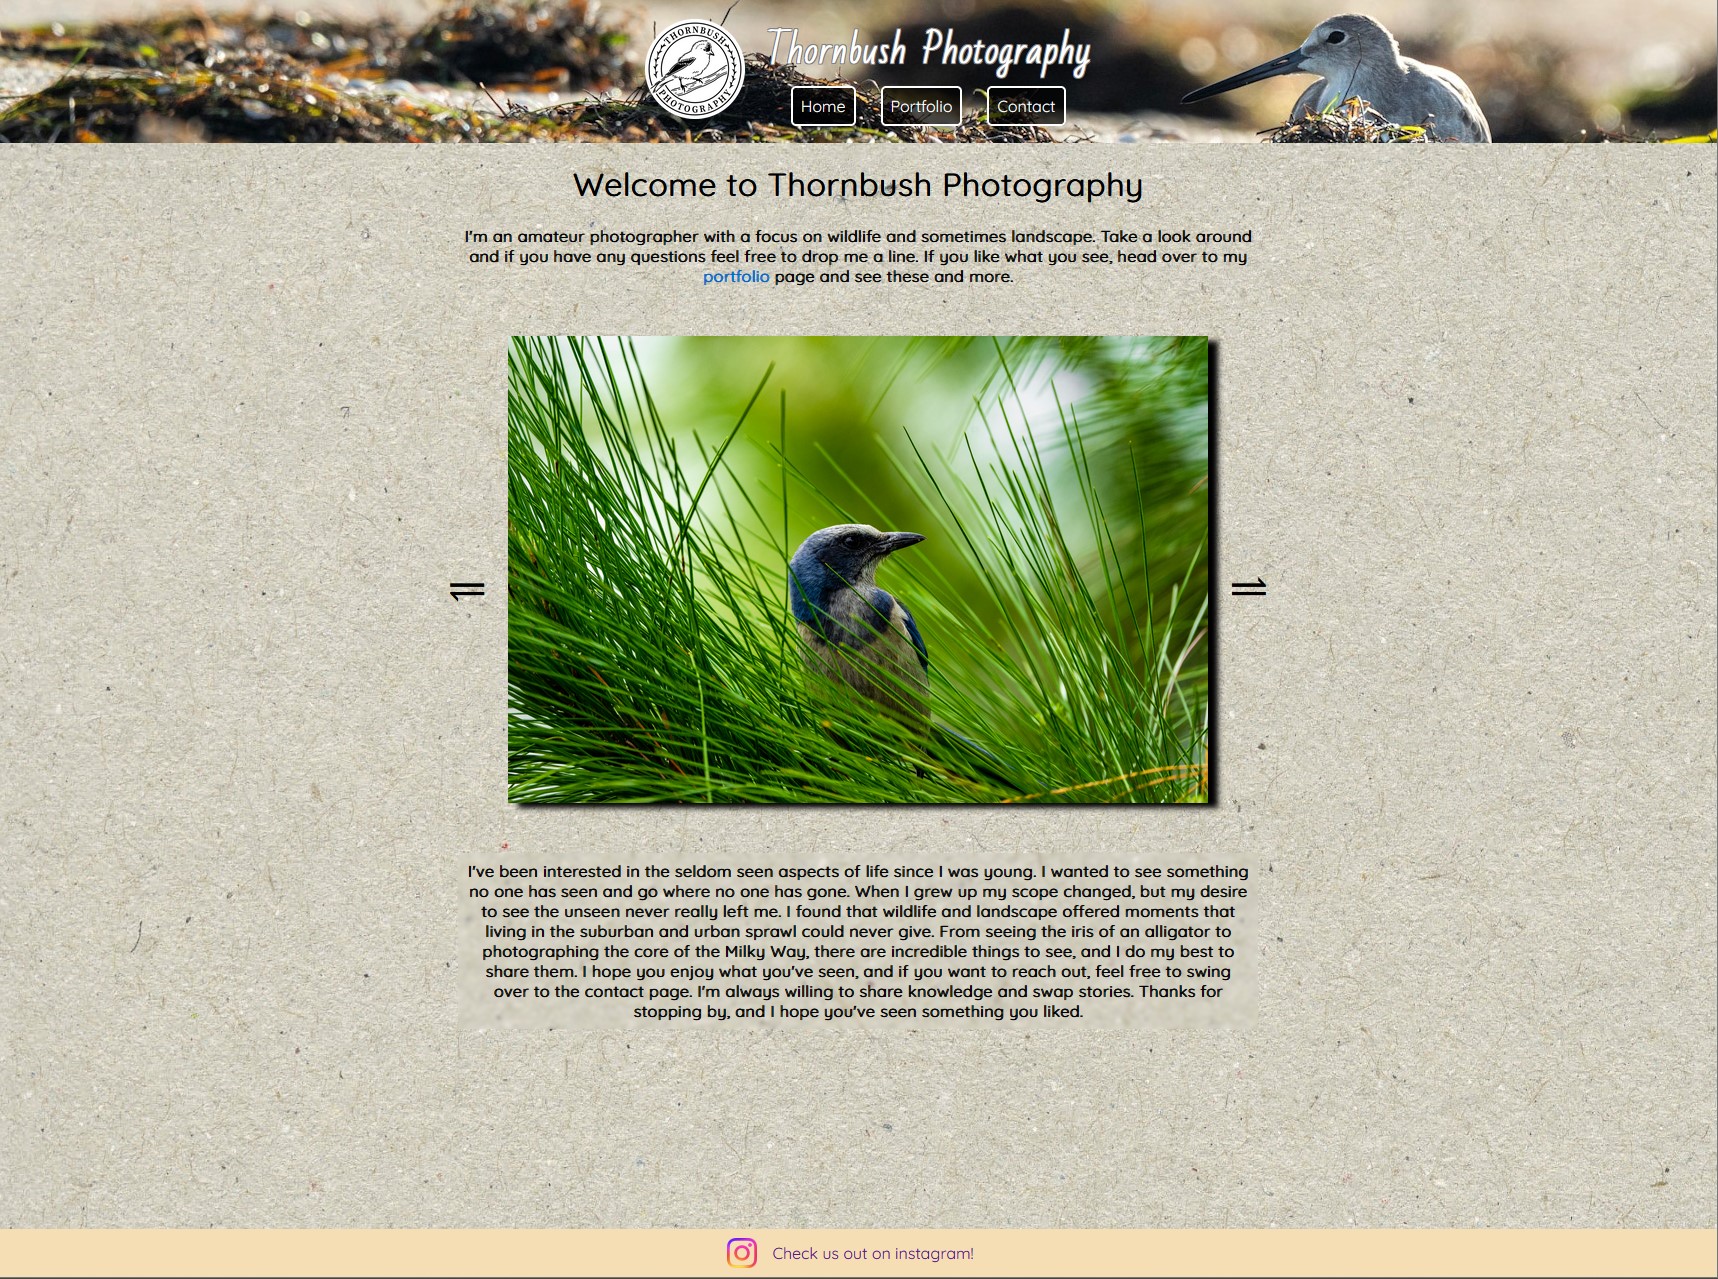 THORNBUSH
PHOTOGRAPHY
Thornbush Photography
Home Portfolio Contact
Welcome to Thornbush Photography
I'm an amateur photographer with a focus on wildlife and sometimes landscape. Take a look around
and if you have any questions feel free to drop me a line. If you like what you see, head over to my
portfolio page and see these and more.
I've been interested in the seldom seen aspects of life since I was young. I wanted to see something
no one has seen and go where no one has gone. When I grew up my scope changed, but my desire
to see the unseen never really left me. I found that wildlife and landscape offered moments that
living in the suburban and urban sprawl could never give. From seeing the iris of an alligator to
photographing the core of the Milky Way, there are incredible things to see, and I do my best to
share them. I hope you enjoy what you've seen, and if you want to reach out, feel free to swing
over to the contact page. I'm always willing to share knowledge and swap stories. Thanks for
stopping by, and I hope you've seen something you liked.
Check us out on instagram!